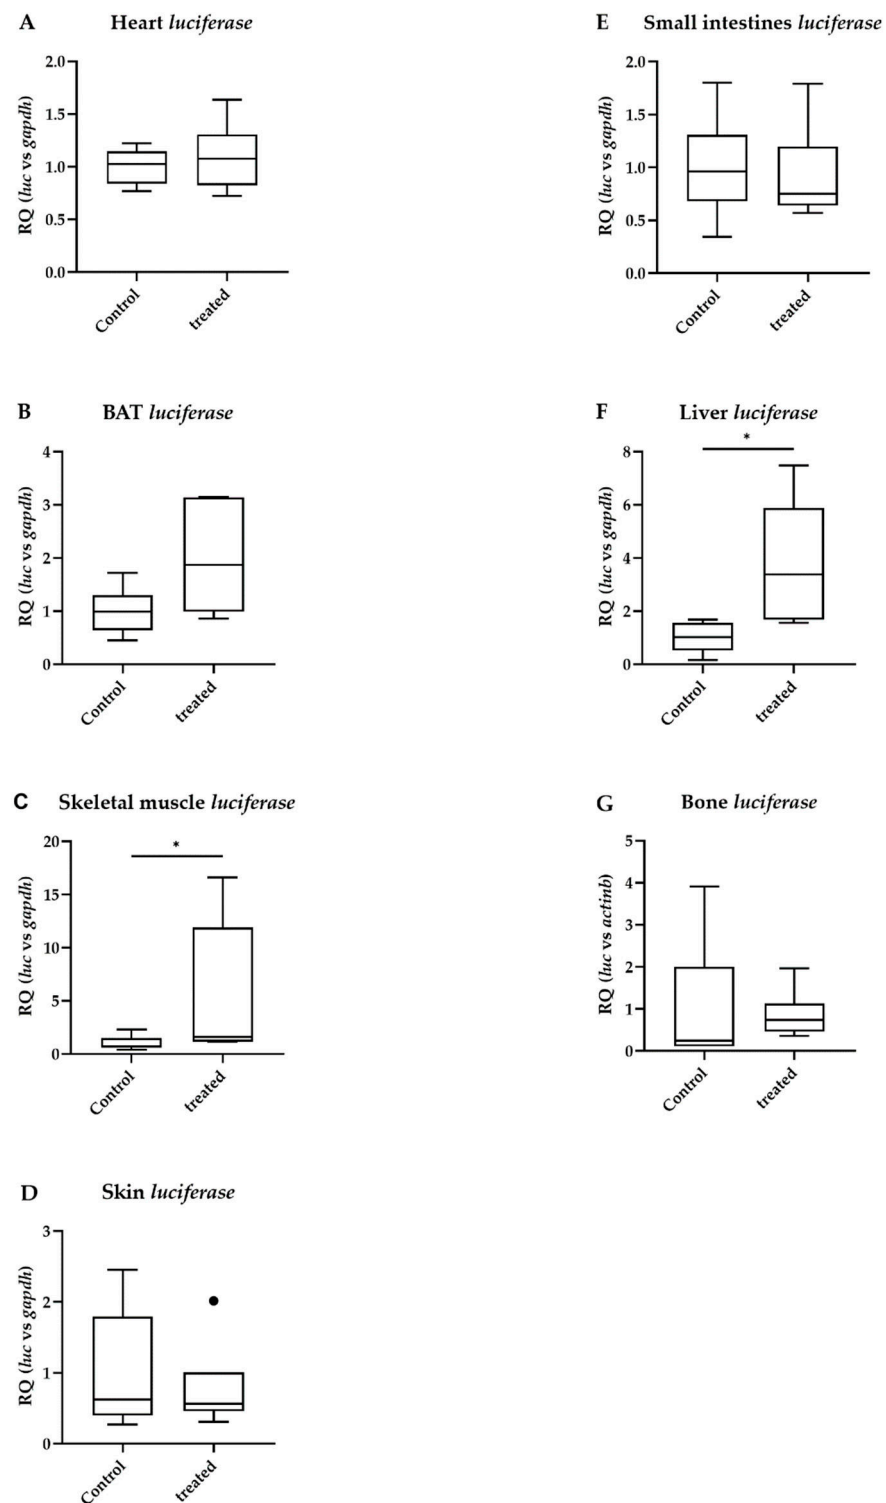 A Heart luciferase
2.0
1.5
1.0
0.5
0.0
RQ (luc vs gapdh)
Control
treated
E Small intestines luciferase
2.0
1.5
1.0
0.5
0.0
RQ (luc vs gapdh)
Control
treated
B BAT luciferase
4
3
2
1
0
RQ (luc vs gapdh)
Control
treated
F Liver luciferase
*
8
6
4
2
0
RQ (luc vs gapdh)
Control
treated
C Skeletal muscle luciferase
*
20
15
10
5
0
RQ (luc vs gapdh)
Control
treated
G Bone luciferase
5
4
3
2
1
0
RQ (luc vs actinb)
Control
treated
D Skin luciferase
3
2
1
0
RQ (luc vs gapdh)
Control
treated